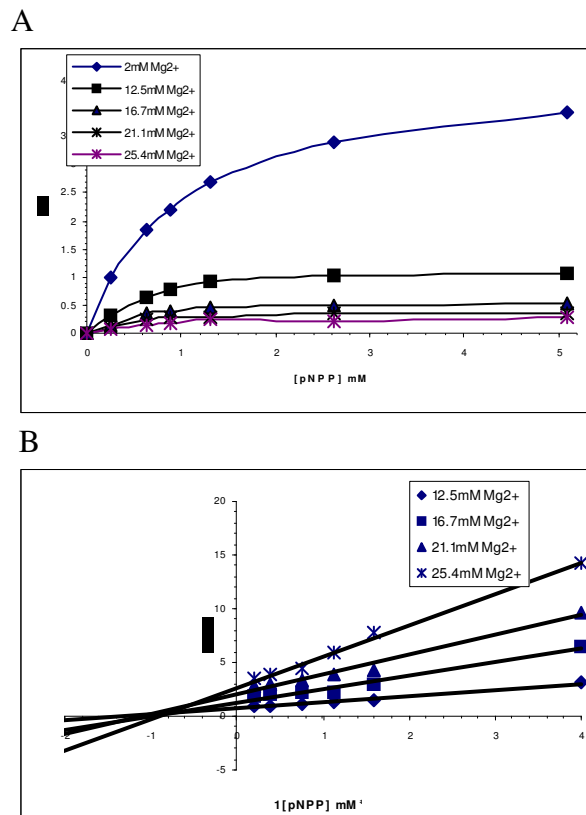 A
4
3
2.5
2
1.5
1
0.5
0
2mM Mg2+
12.5mM Mg2+
16.7mM Mg2+
21.1mM Mg2+
25.4mM Mg2+
0 1 2 3 4 5
[pNPP] mM
B
20
15
10
5
0
-5
12.5mM Mg2+
16.7mM Mg2+
21.1mM Mg2+
25.4mM Mg2+
-2 -1 0 1 2 3 4
1[pNPP] mM